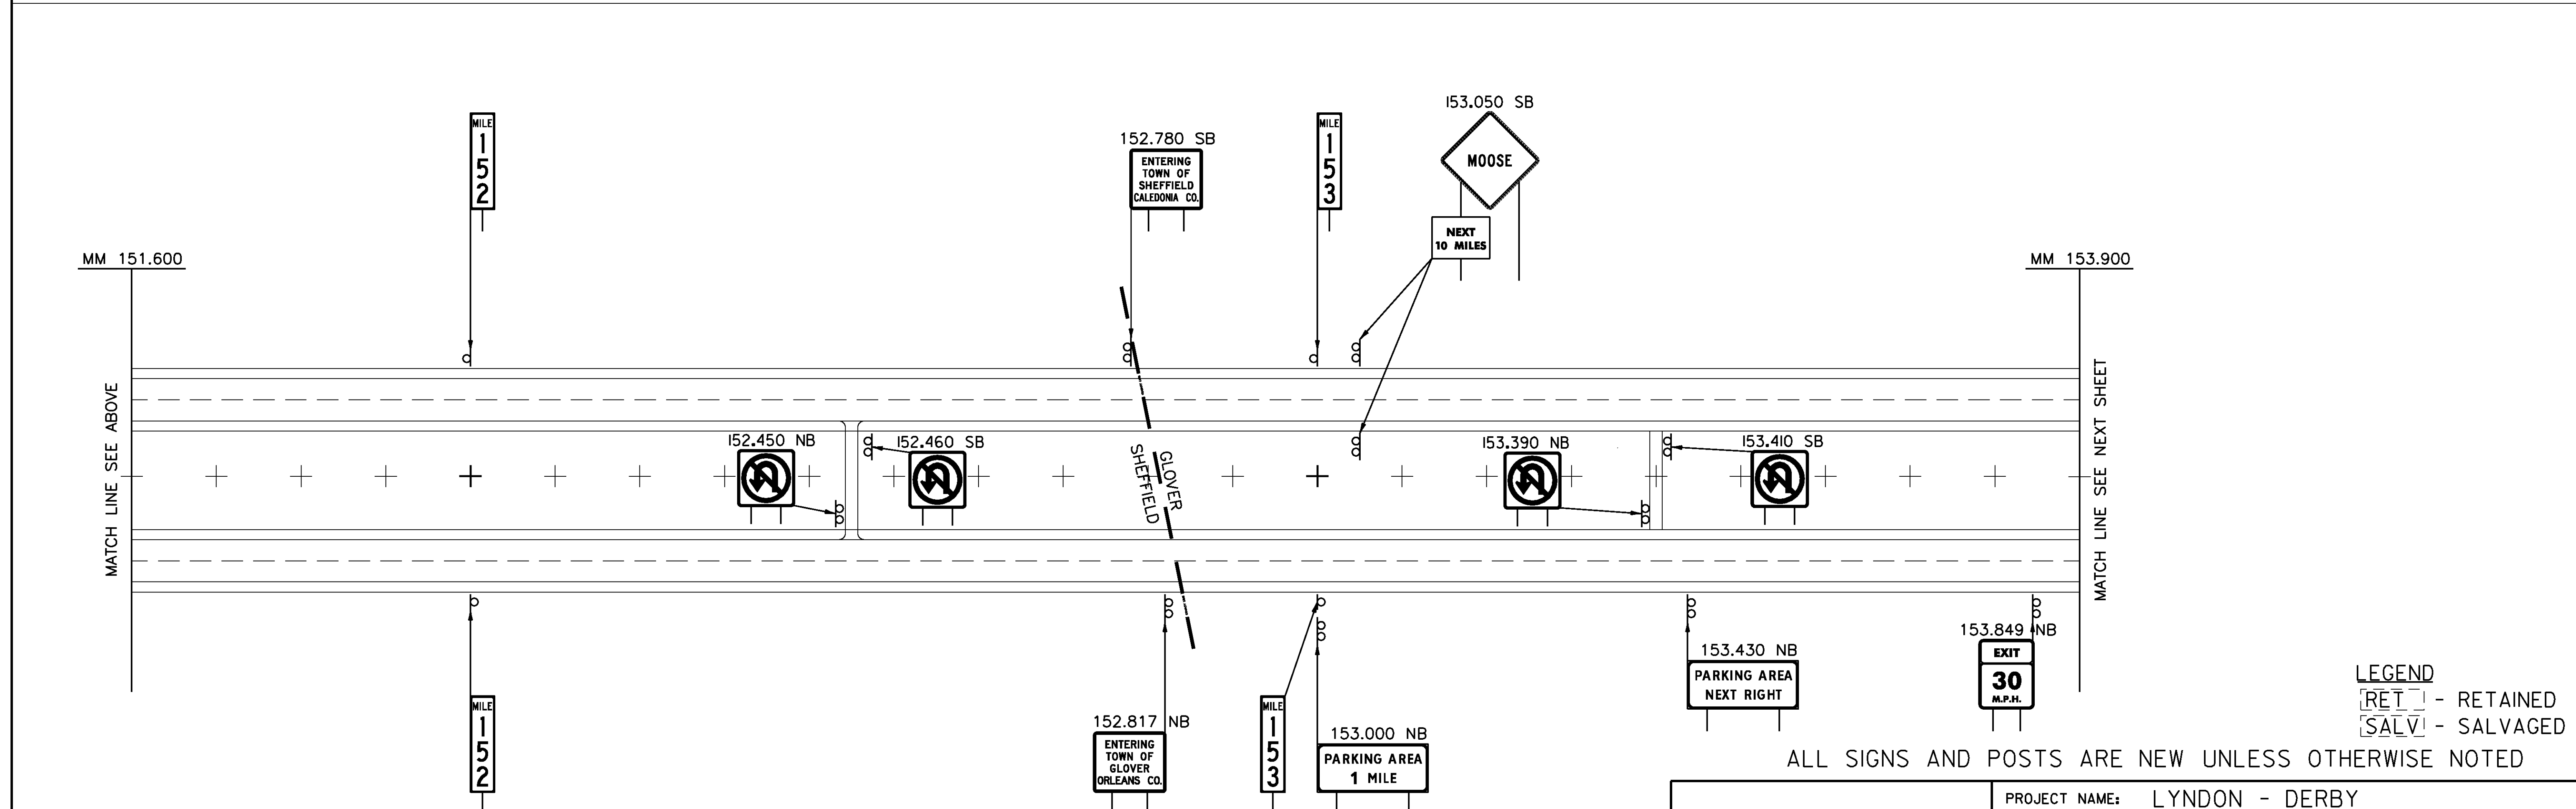 153.050 SB
MILE
1
5
2
152.780 SB
ENTERING
TOWN OF
SHEFFIELD
CALEDONIA CO.
MILE
1
5
3
MOOSE
NEXT
10 MILES
MM 151.600
MM 153.900
MATCH LINE SEE ABOVE
152.450 NB
152.460 SB
SHEFFIELD
GLOVER
153.390 NB
153.410 SB
MATCH LINE SEE NEXT SHEET
MILE
1
5
2
152.817 NB
ENTERING
TOWN OF
GLOVER
ORLEANS CO.
MILE
1
5
3
153.000 NB
PARKING AREA
1 MILE
153.430 NB
PARKING AREA
NEXT RIGHT
153.849 NB
EXIT
30
M.P.H.
LEGEND
RET - RETAINED
SALV - SALVAGED
ALL SIGNS AND POSTS ARE NEW UNLESS OTHERWISE NOTED
PROJECT NAME: LYNDON - DERBY